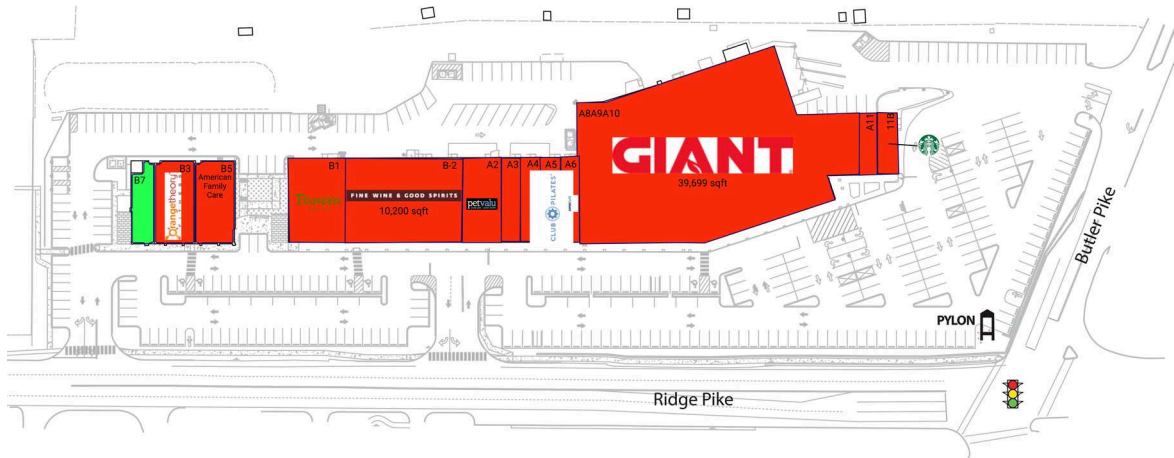 B7
B3
Orangetheory
B5
American
Family
Care
B1
Panera
B-2
FINE WINE & GOOD SPIRITS
10,200 sqft
A2
petvalu
A3
A4
A5
A6
CLUB PILATES
A8A9A10
GIANT
39,699 sqft
A11
11B
Butler Pike
PYLON
Ridge Pike